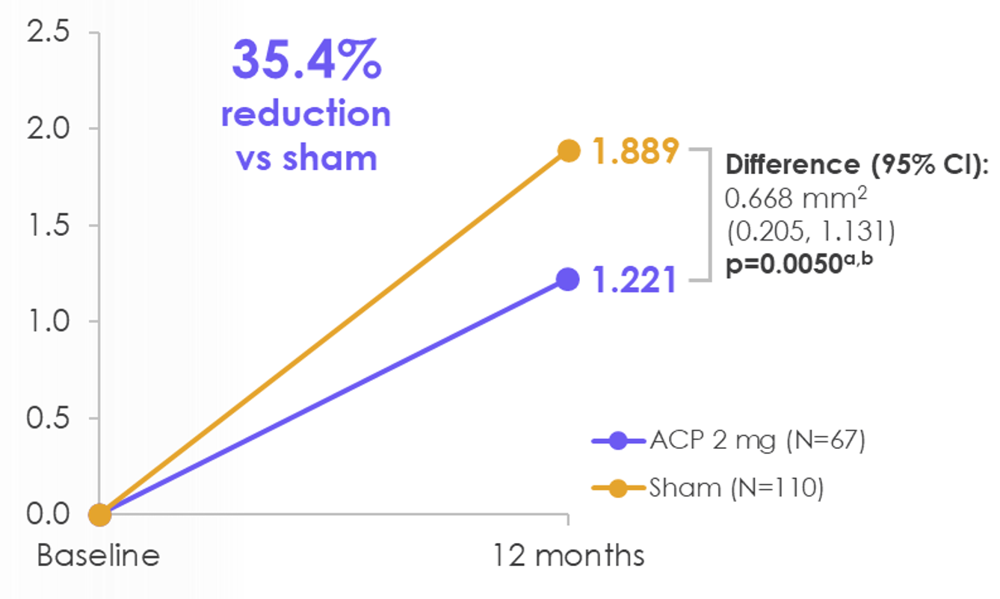 2.5
2.0
1.5
1.0
0.5
0.0
35.4%
reduction
vs sham
1.889
1.221
Difference (95% CI):
0.668 mm²
(0.205, 1.131)
p=0.0050ᵃ,ᵇ
ACP 2 mg (N=67)
Sham (N=110)
Baseline
12 months